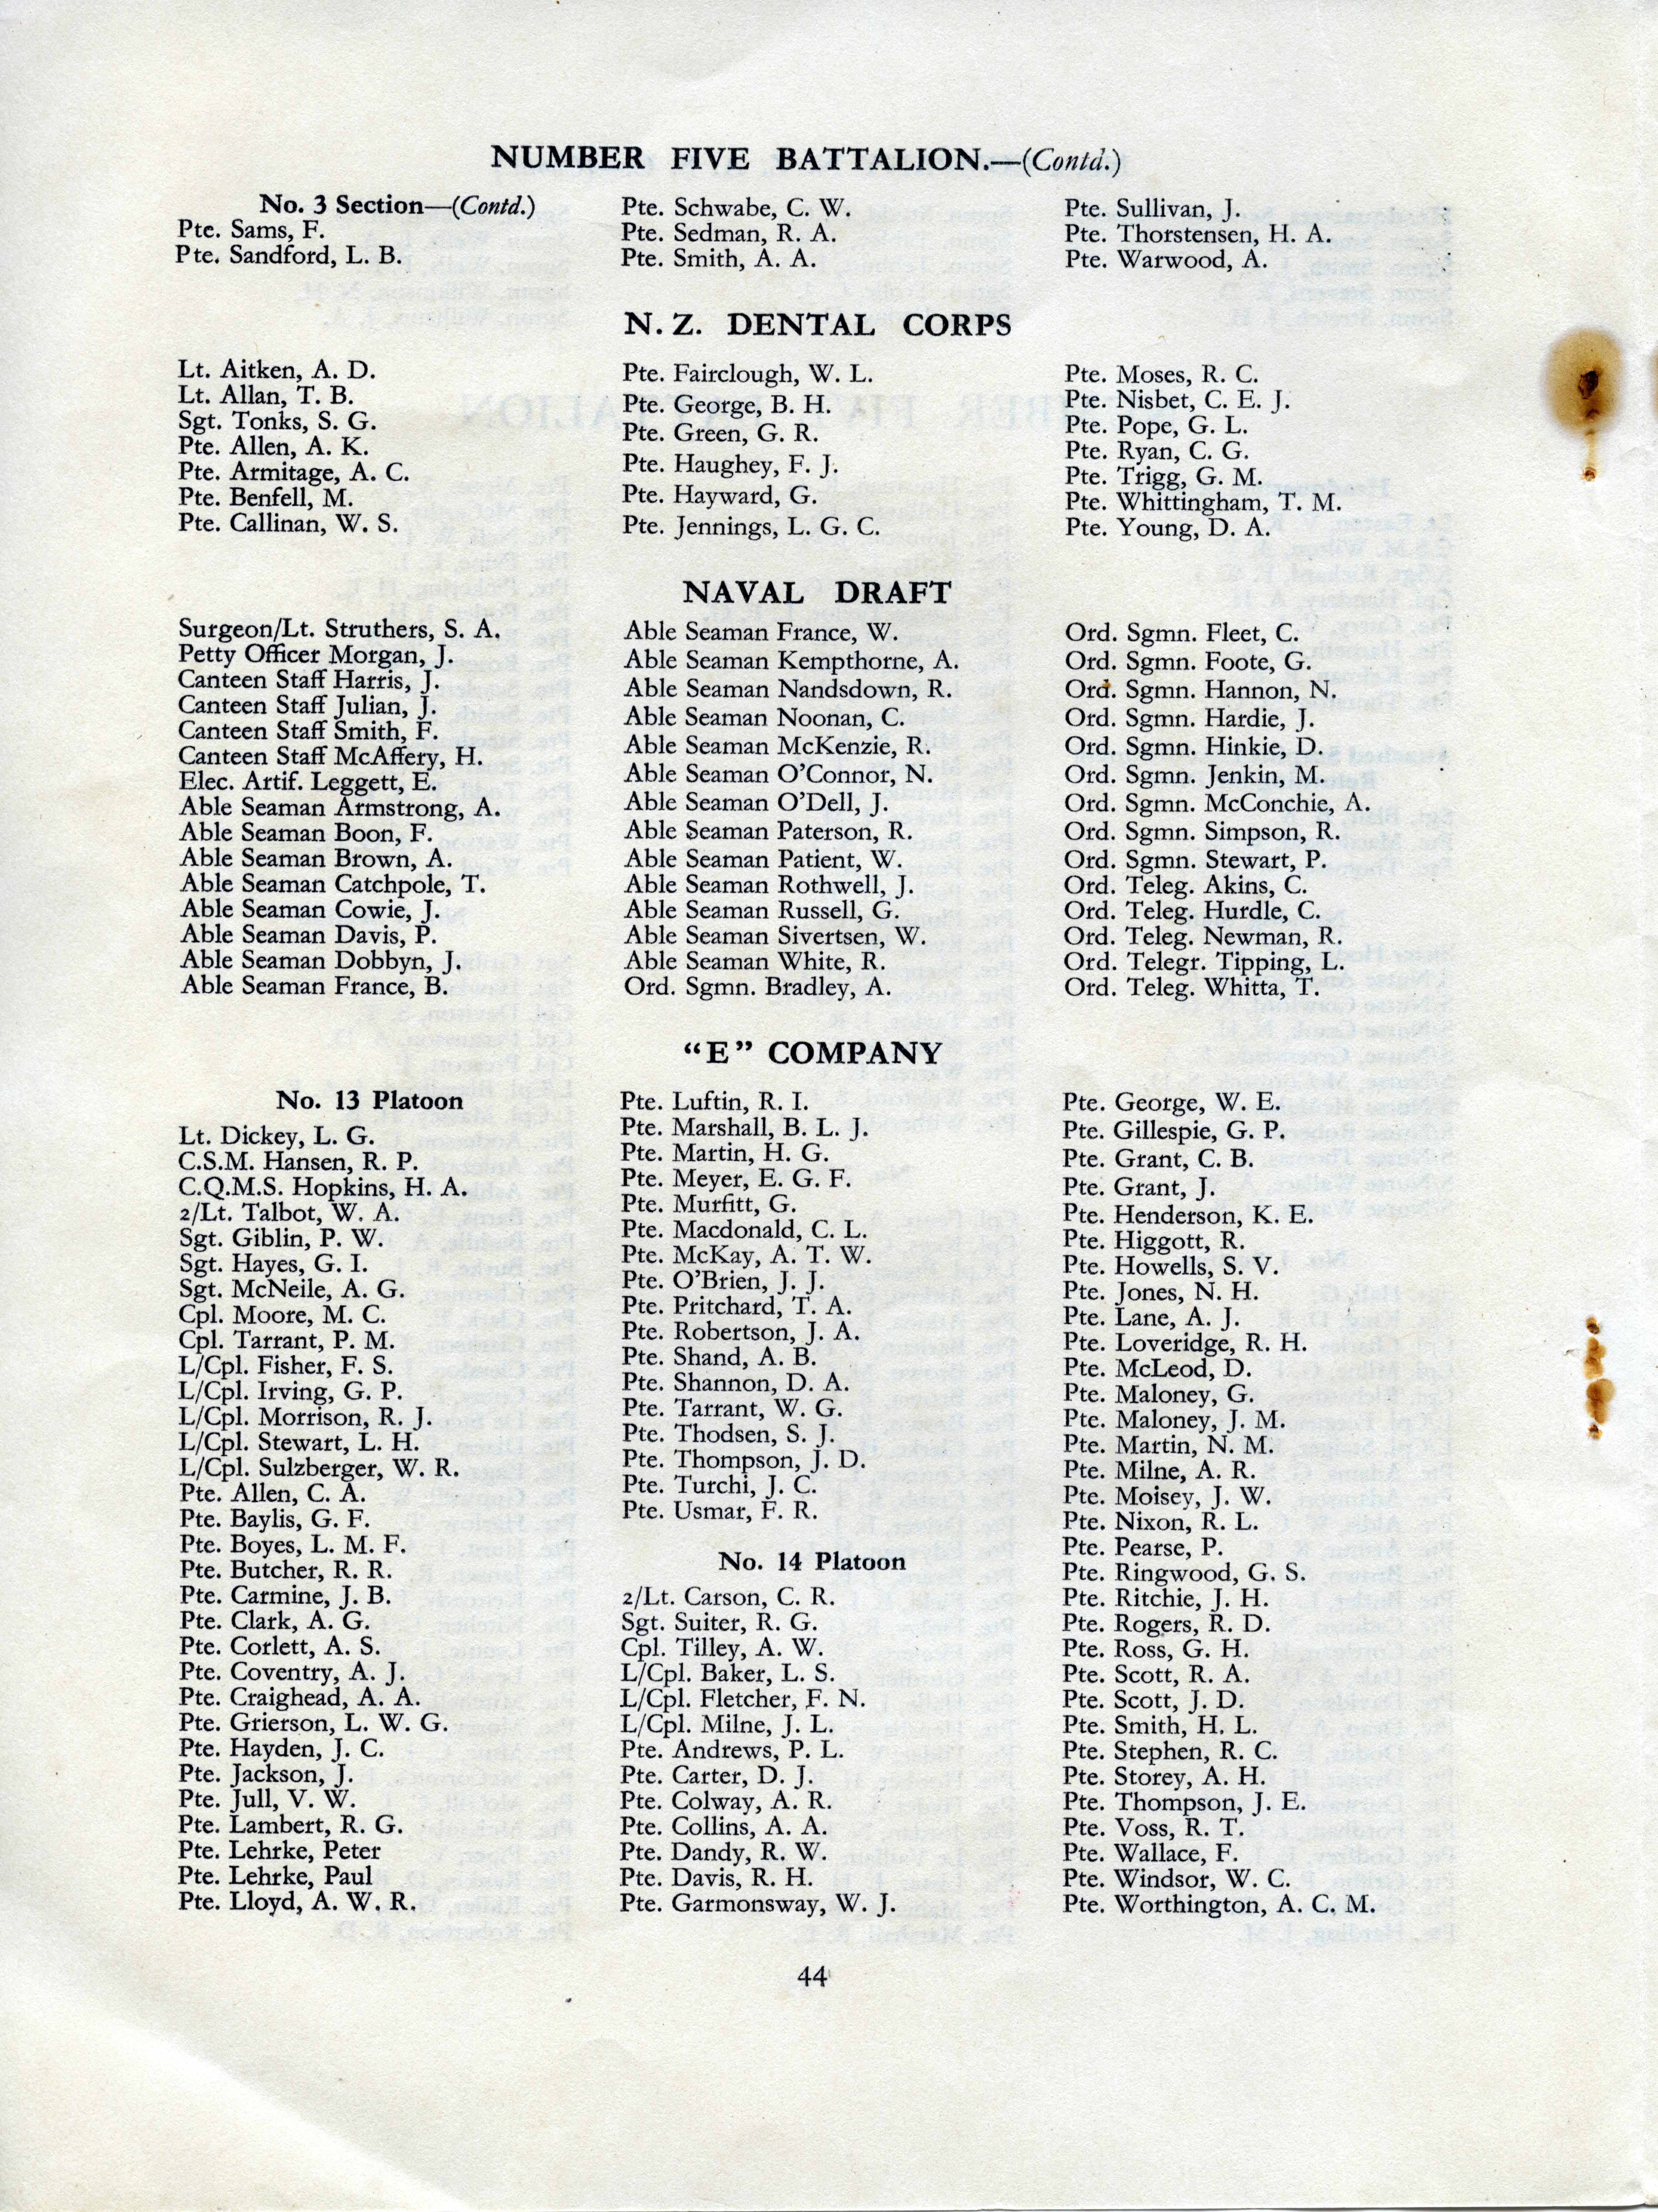 NUMBER FIVE BATTALION.—(Contd.)
No. 3 Section—(Contd.)
Pte. Sams, F.
Pte. Sandford, L. B.
Pte. Schwabe, C. W.
Pte. Sedman, R. A.
Pte. Smith, A. A.
Pte. Sullivan, J.
Pte. Thorstensen, H. A.
Pte. Warwood, A.
N. Z. DENTAL CORPS
Lt. Aitken, A. D.
Lt. Allan, T. B.
Sgt. Tonks, S. G.
Pte. Allen, A. K.
Pte. Armitage, A. C.
Pte. Benfell, M.
Pte. Callinan, W. S.
Pte. Fairclough, W. L.
Pte. George, B. H.
Pte. Green, G. R.
Pte. Haughey, F. J.
Pte. Hayward, G.
Pte. Jennings, L. G. C.
Pte. Moses, R. C.
Pte. Nisbet, C. E. J.
Pte. Pope, G. L.
Pte. Ryan, C. G.
Pte. Trigg, G. M.
Pte. Whittingham, T. M.
Pte. Young, D. A.
NAVAL DRAFT
Surgeon/Lt. Struthers, S. A.
Petty Officer Morgan, J.
Canteen Staff Harris, J.
Canteen Staff Julian, J.
Canteen Staff Smith, F.
Canteen Staff McAffery, H.
Elec. Artif. Leggett, E.
Able Seaman Armstrong, A.
Able Seaman Boon, F.
Able Seaman Brown, A.
Able Seaman Catchpole, T.
Able Seaman Cowie, J.
Able Seaman Davis, P.
Able Seaman Dobbyn, J.
Able Seaman France, B.
Able Seaman France, W.
Able Seaman Kempthorne, A.
Able Seaman Nandsdown, R.
Able Seaman Noonan, C.
Able Seaman McKenzie, R.
Able Seaman O'Connor, N.
Able Seaman O'Dell, J.
Able Seaman Paterson, R.
Able Seaman Patient, W.
Able Seaman Rothwell, J.
Able Seaman Russell, G.
Able Seaman Sivertsen, W.
Able Seaman White, R.
Ord. Sgmn. Bradley, A.
Ord. Sgmn. Fleet, C.
Ord. Sgmn. Foote, G.
Ord. Sgmn. Hannon, N.
Ord. Sgmn. Hardie, J.
Ord. Sgmn. Hinkie, D.
Ord. Sgmn. Jenkin, M.
Ord. Sgmn. McConchie, A.
Ord. Sgmn. Simpson, R.
Ord. Sgmn. Stewart, P.
Ord. Teleg. Akins, C.
Ord. Teleg. Hurdle, C.
Ord. Teleg. Newman, R.
Ord. Telegr. Tipping, L.
Ord. Teleg. Whitta, T.
"E" COMPANY
No. 13 Platoon
Lt. Dickey, L. G.
C.S.M. Hansen, R. P.
C.Q.M.S. Hopkins, H. A.
2/Lt. Talbot, W. A.
Sgt. Giblin, P. W.
Sgt. Hayes, G. I.
Sgt. McNeile, A. G.
Cpl. Moore, M. C.
Cpl. Tarrant, P. M.
L/Cpl. Fisher, F. S.
L/Cpl. Irving, G. P.
L/Cpl. Morrison, R. J.
L/Cpl. Stewart, L. H.
L/Cpl. Sulzberger, W. R.
Pte. Allen, C. A.
Pte. Baylis, G. F.
Pte. Boyes, L. M. F.
Pte. Butcher, R. R.
Pte. Carmine, J. B.
Pte. Clark, A. G.
Pte. Corlett, A. S.
Pte. Coventry, A. J.
Pte. Craighead, A. A.
Pte. Grierson, L. W. G.
Pte. Hayden, J. C.
Pte. Jackson, J.
Pte. Jull, V. W.
Pte. Lambert, R. G.
Pte. Lehrke, Peter
Pte. Lehrke, Paul
Pte. Lloyd, A. W. R.
Pte. Luftin, R. I.
Pte. Marshall, B. L. J.
Pte. Martin, H. G.
Pte. Meyer, E. G. F.
Pte. Murfitt, G.
Pte. Macdonald, C. L.
Pte. McKay, A. T. W.
Pte. O'Brien, J. J.
Pte. Pritchard, T. A.
Pte. Robertson, J. A.
Pte. Shand, A. B.
Pte. Shannon, D. A.
Pte. Tarrant, W. G.
Pte. Thodsen, S. J.
Pte. Thompson, J. D.
Pte. Turchi, J. C.
Pte. Usmar, F. R.
No. 14 Platoon
2/Lt. Carson, C. R.
Sgt. Suiter, R. G.
Cpl. Tilley, A. W.
L/Cpl. Baker, L. S.
L/Cpl. Fletcher, F. N.
L/Cpl. Milne, J. L.
Pte. Andrews, P. L.
Pte. Carter, D. J.
Pte. Colway, A. R.
Pte. Collins, A. A.
Pte. Dandy, R. W.
Pte. Davis, R. H.
Pte. Garmonsway, W. J.
Pte. George, W. E.
Pte. Gillespie, G. P.
Pte. Grant, C. B.
Pte. Grant, J.
Pte. Henderson, K. E.
Pte. Higgott, R.
Pte. Howells, S. V.
Pte. Jones, N. H.
Pte. Lane, A. J.
Pte. Loveridge, R. H.
Pte. McLeod, D.
Pte. Maloney, G.
Pte. Maloney, J. M.
Pte. Martin, N. M.
Pte. Milne, A. R.
Pte. Moisey, J. W.
Pte. Nixon, R. L.
Pte. Pearse, P.
Pte. Ringwood, G. S.
Pte. Ritchie, J. H.
Pte. Rogers, R. D.
Pte. Ross, G. H.
Pte. Scott, R. A.
Pte. Scott, J. D.
Pte. Smith, H. L.
Pte. Stephen, R. C.
Pte. Storey, A. H.
Pte. Thompson, J. E.
Pte. Voss, R. T.
Pte. Wallace, F.
Pte. Windsor, W. C.
Pte. Worthington, A. C. M.
44